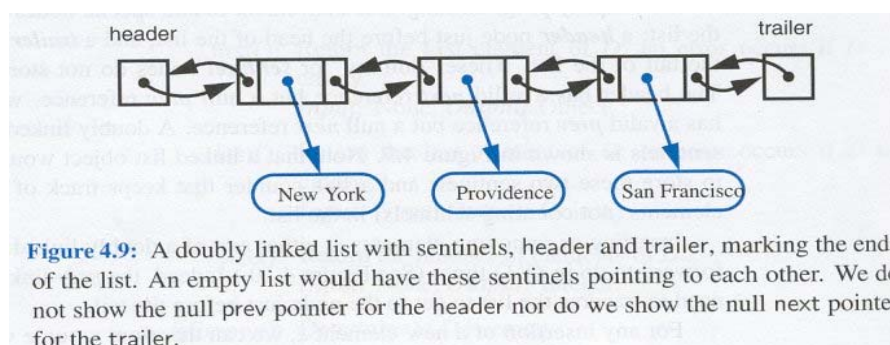 header
trailer
New York
Providence
San Francisco
Figure 4.9: A doubly linked list with sentinels, header and trailer, marking the end
of the list. An empty list would have these sentinels pointing to each other. We do
not show the null prev pointer for the header nor do we show the null next pointe
for the trailer.